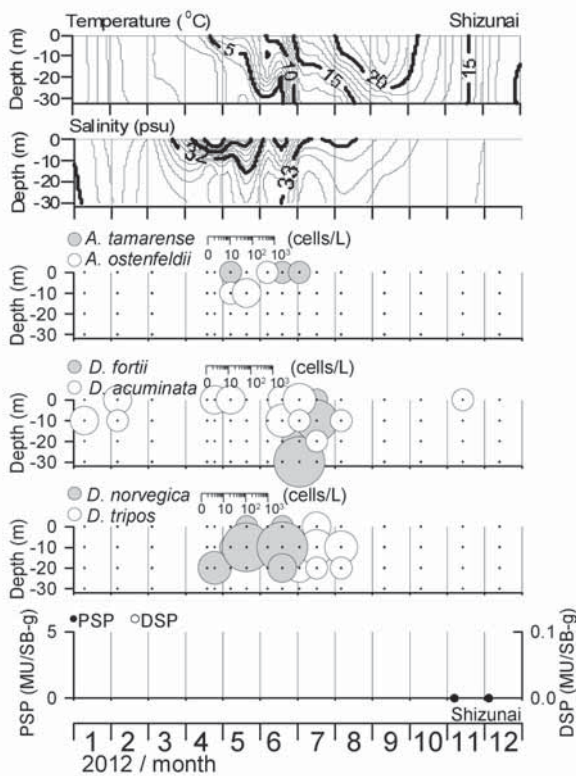 Temperature (°C) Shizunai
Depth (m)
0
-10
-20
-30
5
10
15
20
15
Salinity (psu)
Depth (m)
0
-10
-20
-30
32
33
A. tamarense
A. ostenfeldii
0 10 10² 10³ (cells/L)
Depth (m)
0
-10
-20
-30
D. fortii
D. acuminata
0 10 10² 10³ (cells/L)
Depth (m)
0
-10
-20
-30
D. norvegica
D. tripos
0 10 10² 10³ (cells/L)
Depth (m)
0
-10
-20
-30
PSP DSP
PSP (MU/SB-g)
5
0
0.1
0.0
DSP (MU/SB-g)
Shizunai
1 2 3 4 5 6 7 8 9 10 11 12
2012 / month